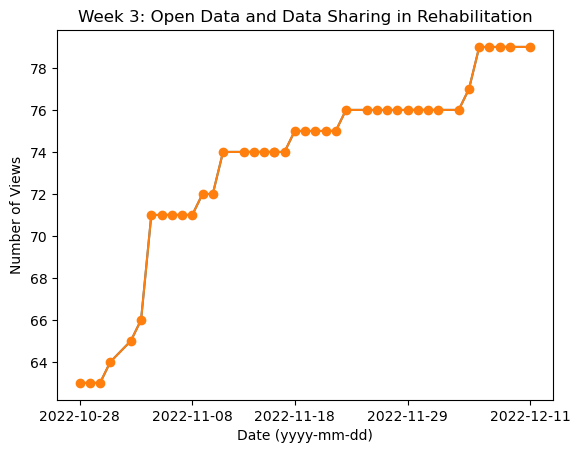 Week 3: Open Data and Data Sharing in Rehabilitation
78
76
74
72
70
68
66
64
Number of Views
2022-10-28 2022-11-08 2022-11-18 2022-11-29 2022-12-11
Date (yyyy-mm-dd)